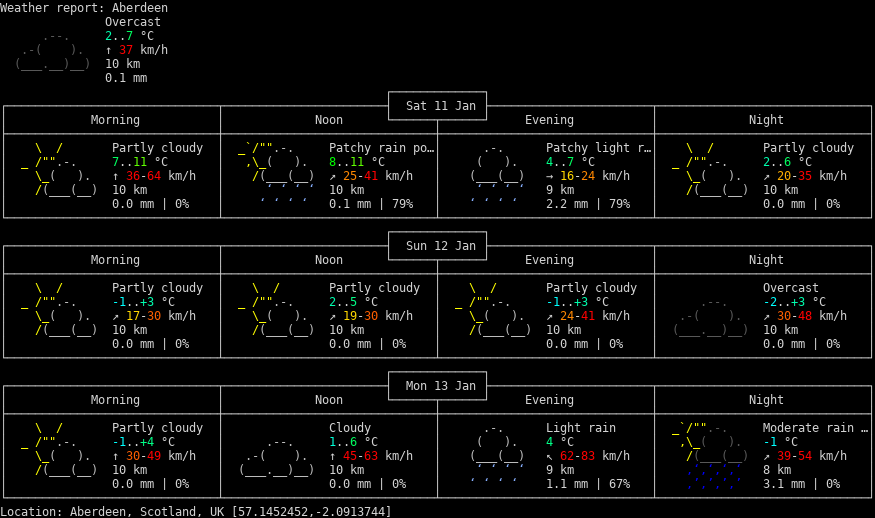 Weather report: Aberdeen
Overcast
2..7 °C
↑ 37 km/h
10 km
0.1 mm
Sat 11 Jan
Morning Noon Evening Night
Partly cloudy Patchy rain po… Patchy light r… Partly cloudy
7..11 °C 8..11 °C 4..7 °C 2..6 °C
↑ 36-64 km/h ↗ 25-41 km/h → 16-24 km/h ↗ 20-35 km/h
10 km 10 km 9 km 10 km
0.0 mm | 0% 0.1 mm | 79% 2.2 mm | 79% 0.0 mm | 0%
Sun 12 Jan
Morning Noon Evening Night
Partly cloudy Partly cloudy Partly cloudy Overcast
-1..+3 °C 2..5 °C -1..+3 °C -2..+3 °C
↗ 17-30 km/h ↗ 19-30 km/h ↗ 24-41 km/h ↗ 30-48 km/h
10 km 10 km 10 km 10 km
0.0 mm | 0% 0.0 mm | 0% 0.0 mm | 0% 0.0 mm | 0%
Mon 13 Jan
Morning Noon Evening Night
Partly cloudy Cloudy Light rain Moderate rain …
-1..+4 °C 1..6 °C 4 °C -1 °C
↑ 30-49 km/h ↑ 45-63 km/h ↖ 62-83 km/h ↗ 39-54 km/h
10 km 10 km 9 km 8 km
0.0 mm | 0% 0.0 mm | 0% 1.1 mm | 67% 3.1 mm | 0%
Location: Aberdeen, Scotland, UK [57.1452452,-2.0913744]